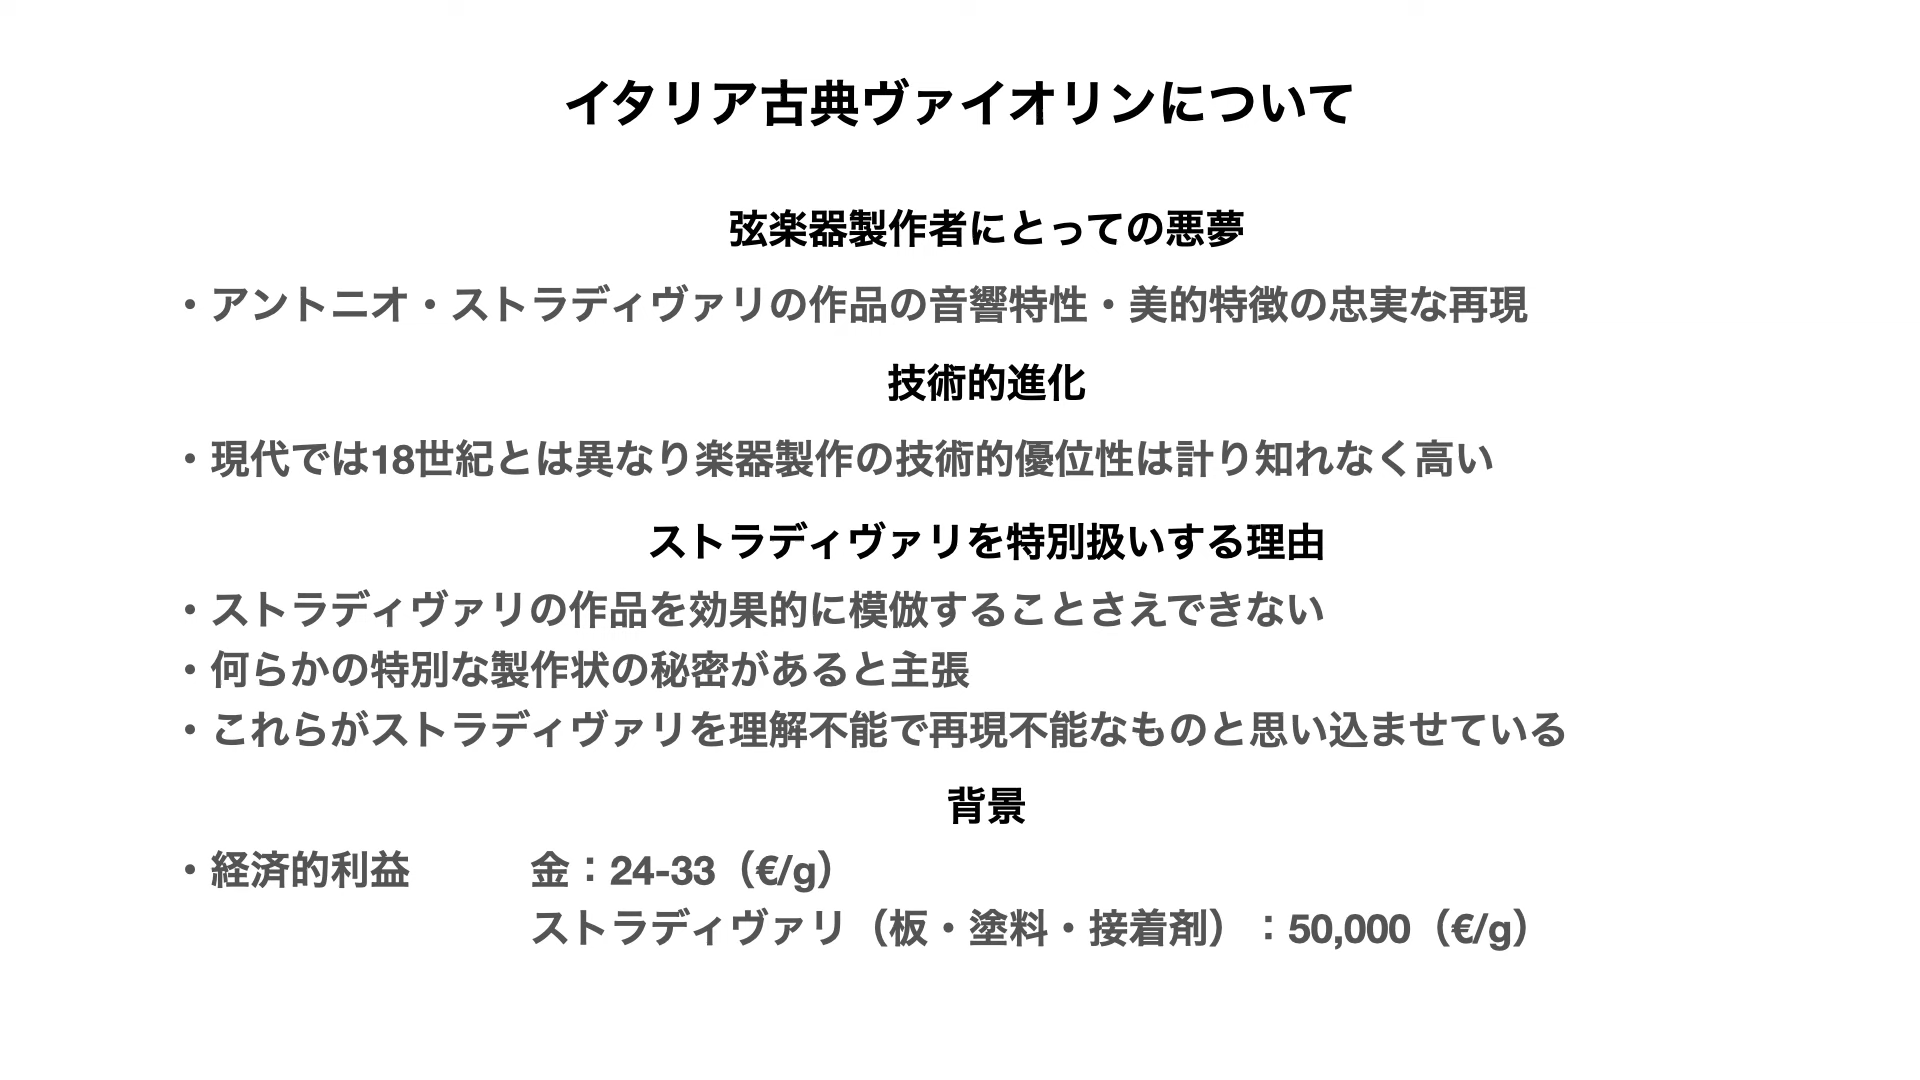 イタリア古典ヴァイオリンについて
弦楽器製作者にとっての悪夢
・アントニオ・ストラディヴァリの作品の音響特性・美的特徴の忠実な再現
技術的進化
・現代では18世紀とは異なり楽器製作の技術的優位性は計り知れなく高い
ストラディヴァリを特別扱いする理由
・ストラディヴァリの作品を効果的に模倣することさえできない
・何らかの特別な製作状の秘密があると主張
・これらがストラディヴァリを理解不能で再現不能なものと思い込ませている
背景
・経済的利益　　　金：24-33（€/g）
ストラディヴァリ（板・塗料・接着剤）：50,000（€/g）